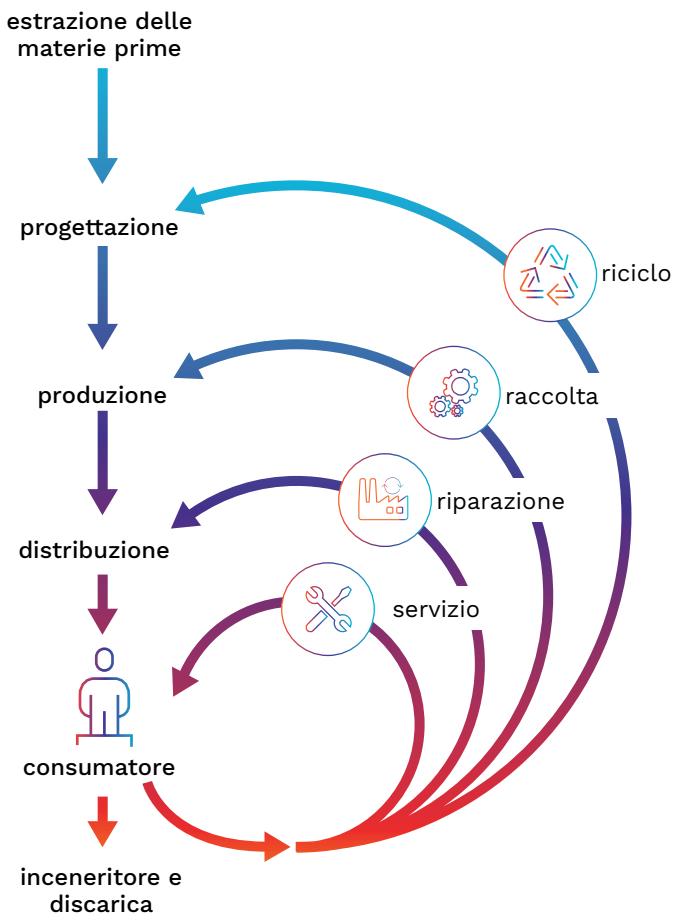 estrazione delle
materie prime
progettazione
riciclo
produzione
raccolta
riparazione
distribuzione
servizio
consumatore
inceneritore e
discarica